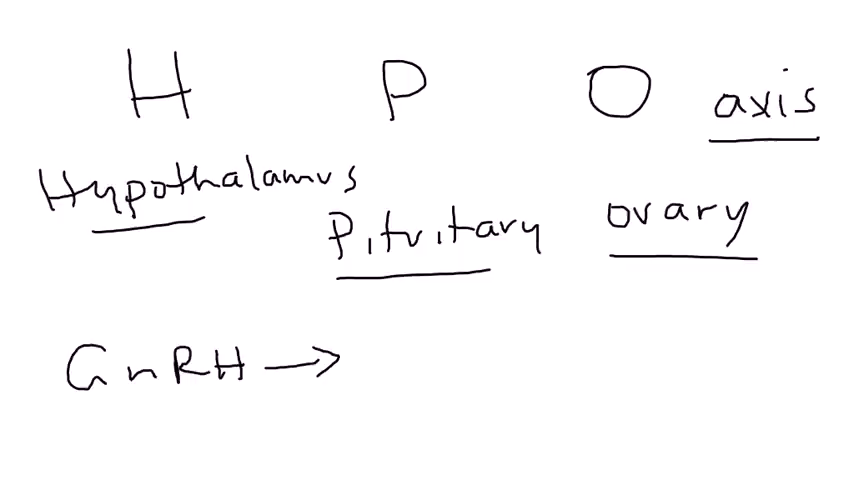 H P O axis
Hypothalamus
Pituitary ovary
GnRH →